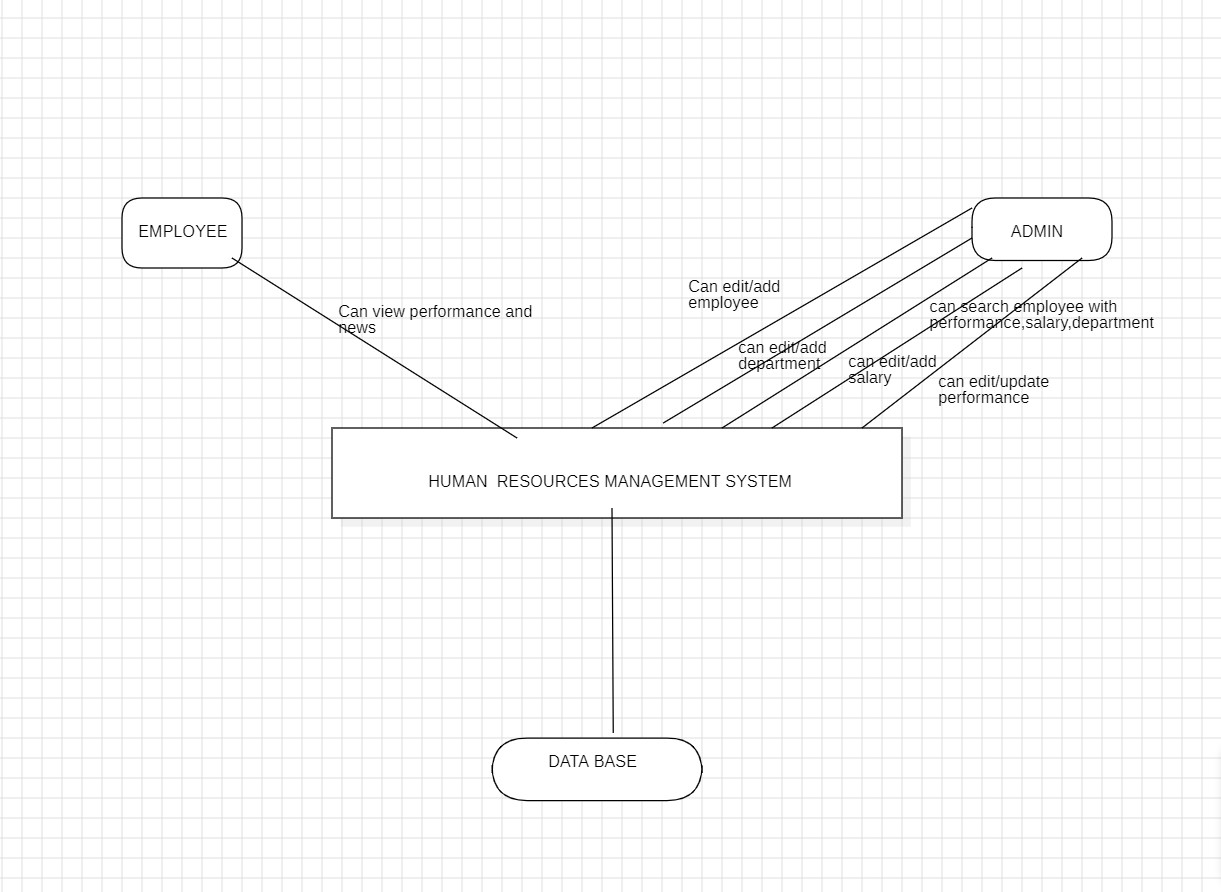 EMPLOYEE
ADMIN
Can view performance and
news
Can edit/add
employee
can edit/add
department
can edit/add
salary
can search employee with
performance,salary,department
can edit/update
performance
HUMAN  RESOURCES MANAGEMENT SYSTEM
DATA BASE